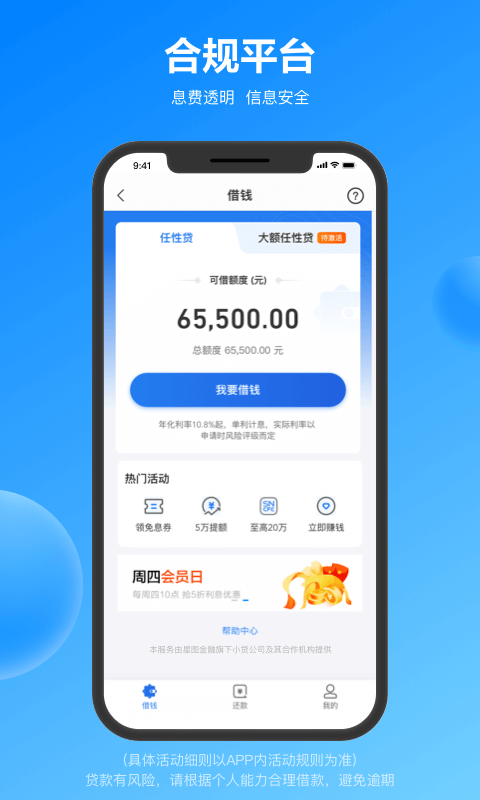 合规平台
息费透明 信息安全
9:41
借钱
任性贷
大额任性贷 待激活
可借额度 (元)
65,500.00
总额度 65,500.00 元
我要借钱
年化利率10.8%起，单利计息，实际利率以
申请时风险评级而定
热门活动
领免息券 5万提额 至高20万 立即赚钱
周四会员日
每周四10点 抢5折利息优惠
帮助中心
本服务由星图金融旗下小贷公司及其合作机构提供
借钱 还款 我的
（具体活动细则以APP内活动规则为准）
贷款有风险，请根据个人能力合理借款，避免逾期